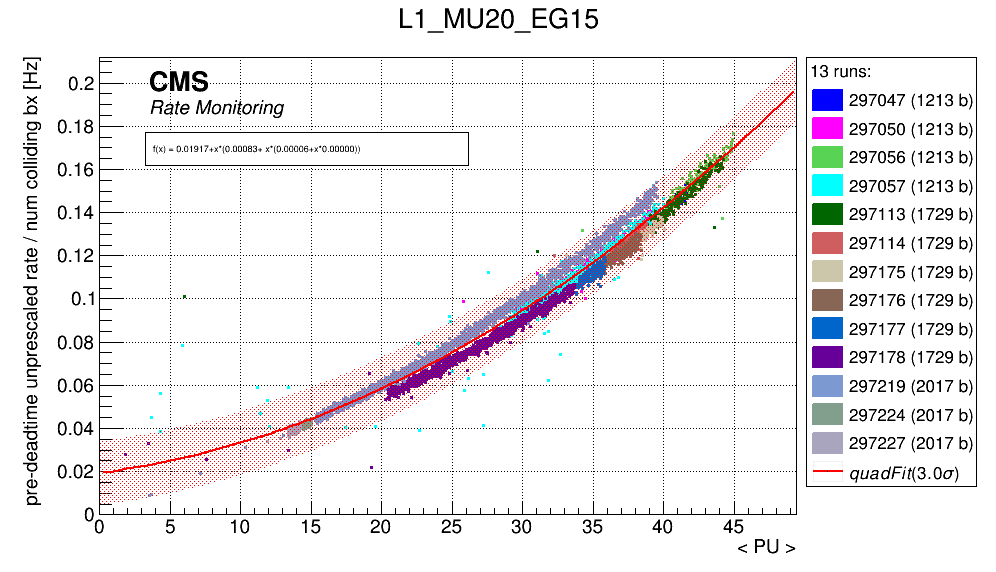 L1_MU20_EG15
pre-deadtime unprescaled rate / num colliding bx [Hz]
CMS
Rate Monitoring
f(x) = 0.01917+x*(0.00083+ x*(0.00006+x*0.00000))
0.2
0.18
0.16
0.14
0.12
0.1
0.08
0.06
0.04
0.02
0
0 5 10 15 20 25 30 35 40 45
< PU >
13 runs:
297047 (1213 b)
297050 (1213 b)
297056 (1213 b)
297057 (1213 b)
297113 (1729 b)
297114 (1729 b)
297175 (1729 b)
297176 (1729 b)
297177 (1729 b)
297178 (1729 b)
297219 (2017 b)
297224 (2017 b)
297227 (2017 b)
quadFit(3.0σ)